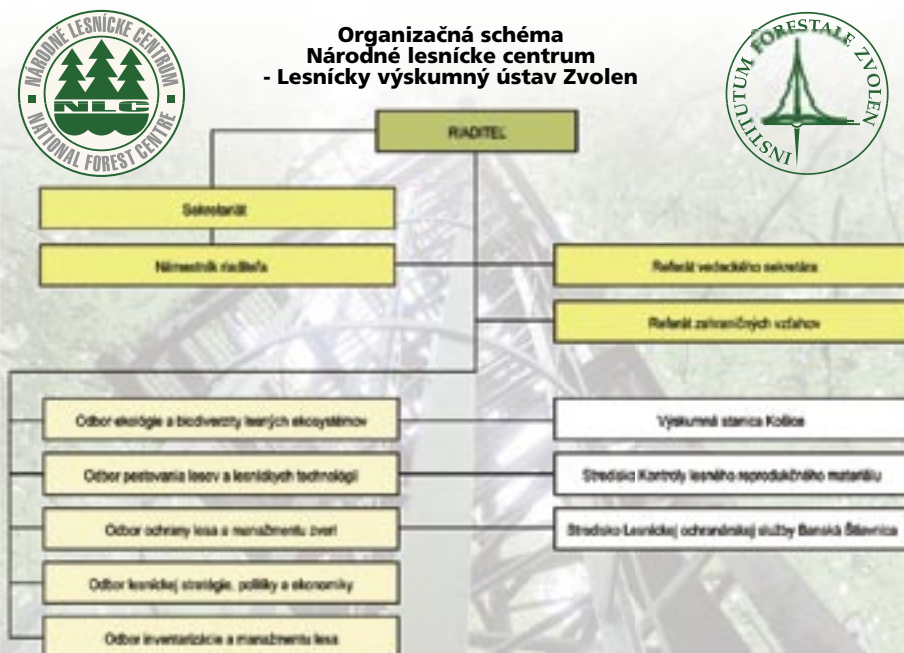 NÁRODNÉ LESNÍCKE CENTRUM
NLC
NATIONAL FOREST CENTRE
Organizačná schéma
Národné lesnícke centrum
- Lesnícky výskumný ústav Zvolen
INSTITUTUM FORESTALE ZVOLEN
RIADITEĽ
Sekretariát
Námestník riaditeľa
Referát vedeckého sekretára
Referát zahraničných vzťahov
Odbor ekológie a biodiverzity lesných ekosystémov
Výskumná stanica Košice
Odbor pestovania lesov a lesníckych technológií
Stredisko Kontroly lesného reprodukčného materiálu
Odbor ochrany lesa a manažmentu zveri
Stredisko Lesníckej ochranárskej služby Banská Štiavnica
Odbor lesníckej stratégie, politiky a ekonomiky
Odbor inventarizácie a manažmentu lesa